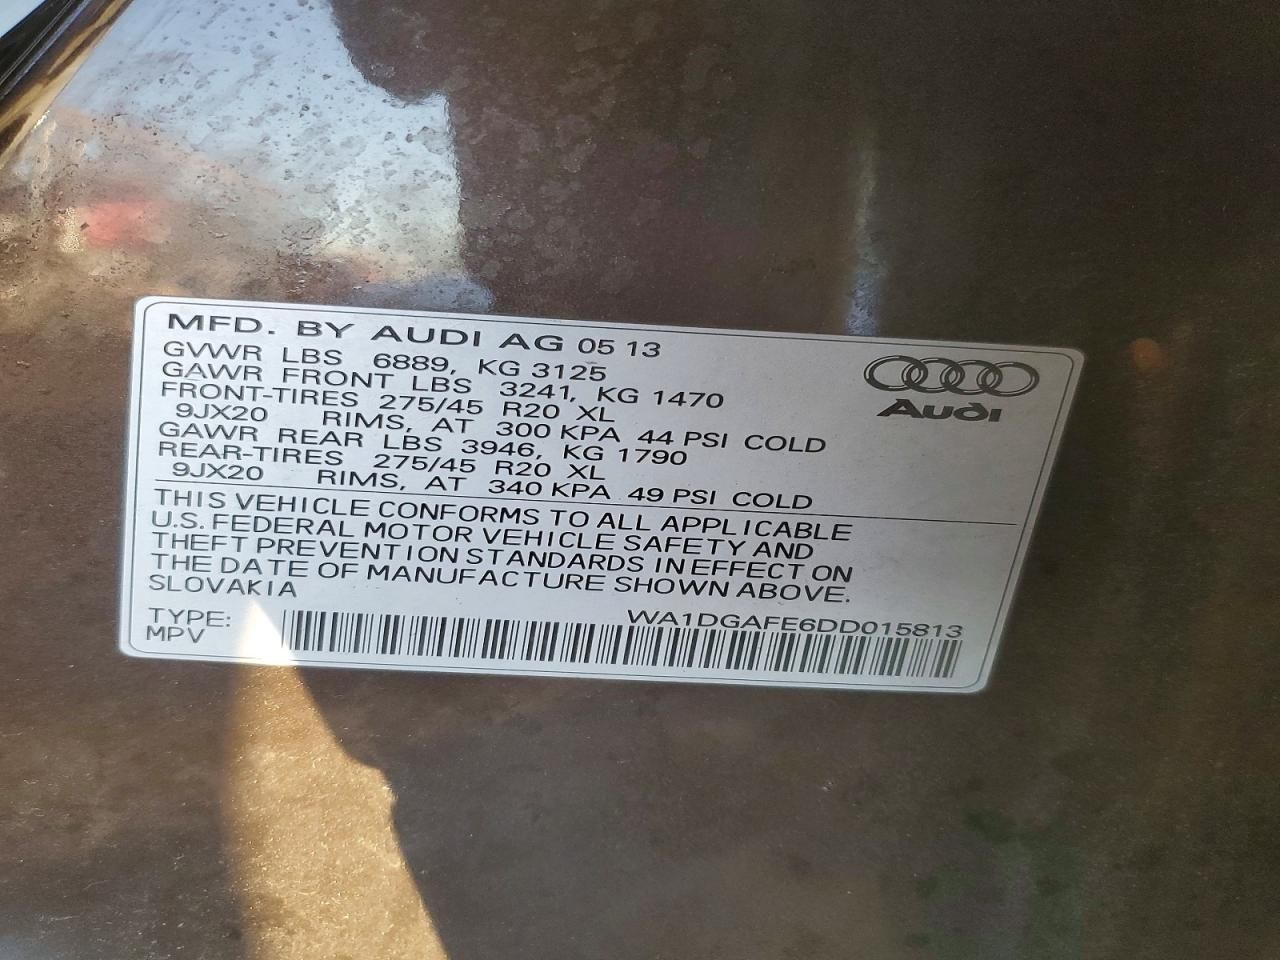 MFD. BY AUDI AG 05 13
GVWR LBS 6889, KG 3125
GAWR FRONT LBS 3241, KG 1470
FRONT-TIRES 275/45 R20 XL
9JX20 RIMS, AT 300 KPA 44 PSI COLD
GAWR REAR LBS 3946, KG 1790
REAR-TIRES 275/45 R20 XL
9JX20 RIMS, AT 340 KPA 49 PSI COLD
Audi
THIS VEHICLE CONFORMS TO ALL APPLICABLE
U.S. FEDERAL MOTOR VEHICLE SAFETY AND
THEFT PREVENTION STANDARDS IN EFFECT ON
THE DATE OF MANUFACTURE SHOWN ABOVE.
SLOVAKIA
TYPE: WA1DGAFE6DD015813
MPV